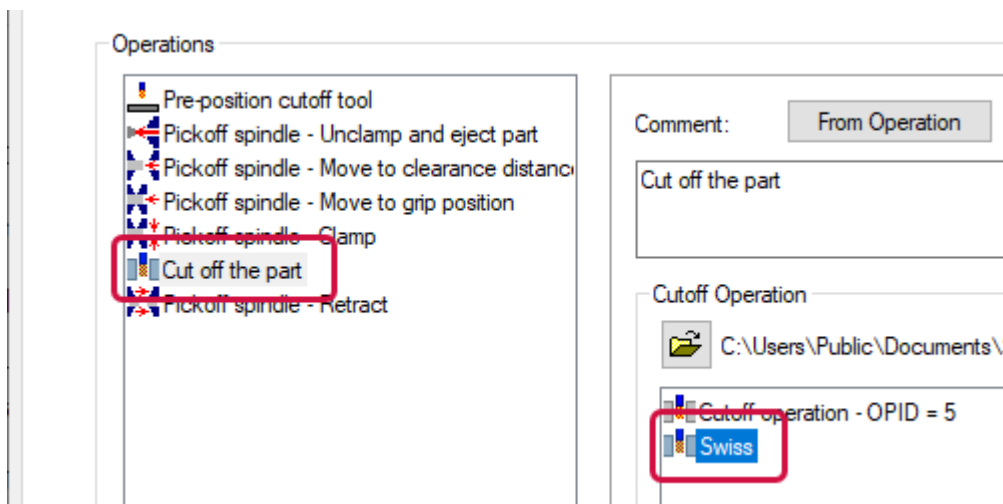 Operations
Pre-position cutoff tool
Pickoff spindle - Unclamp and eject part
Pickoff spindle - Move to clearance distanc
Pickoff spindle - Move to grip position
Pickoff spindle - Clamp
Cut off the part
Pickoff spindle - Retract
Comment:
From Operation
Cut off the part
Cutoff Operation
C:\Users\Public\Documents\
Cutoff operation - OPID = 5
Swiss